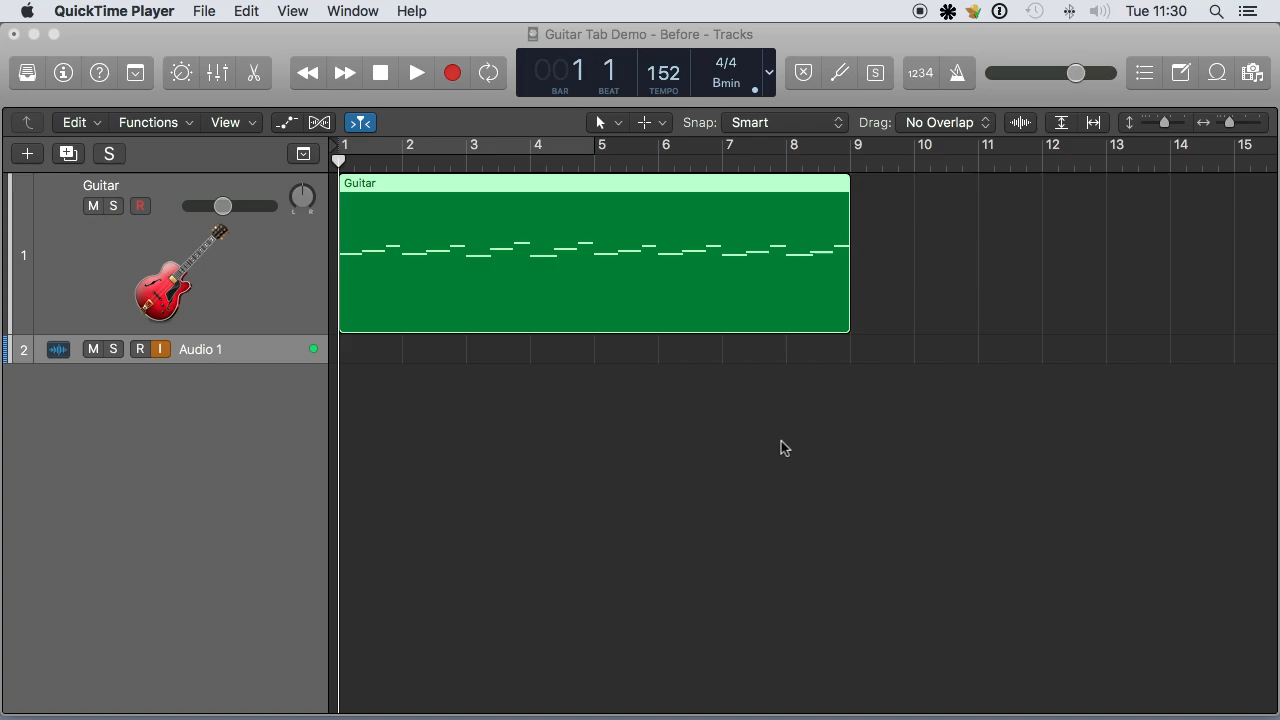 QuickTime Player File Edit View Window Help Tue 11:30
Guitar Tab Demo - Before - Tracks
001 1 152 4/4 Bmin
BAR BEAT TEMPO
S 1234
Edit Functions View Snap: Smart Drag: No Overlap
S 1 2 3 4 5 6 7 8 9 10 11 12 13 14 15
1 Guitar
M S R L R
Guitar
2 M S R I Audio 1